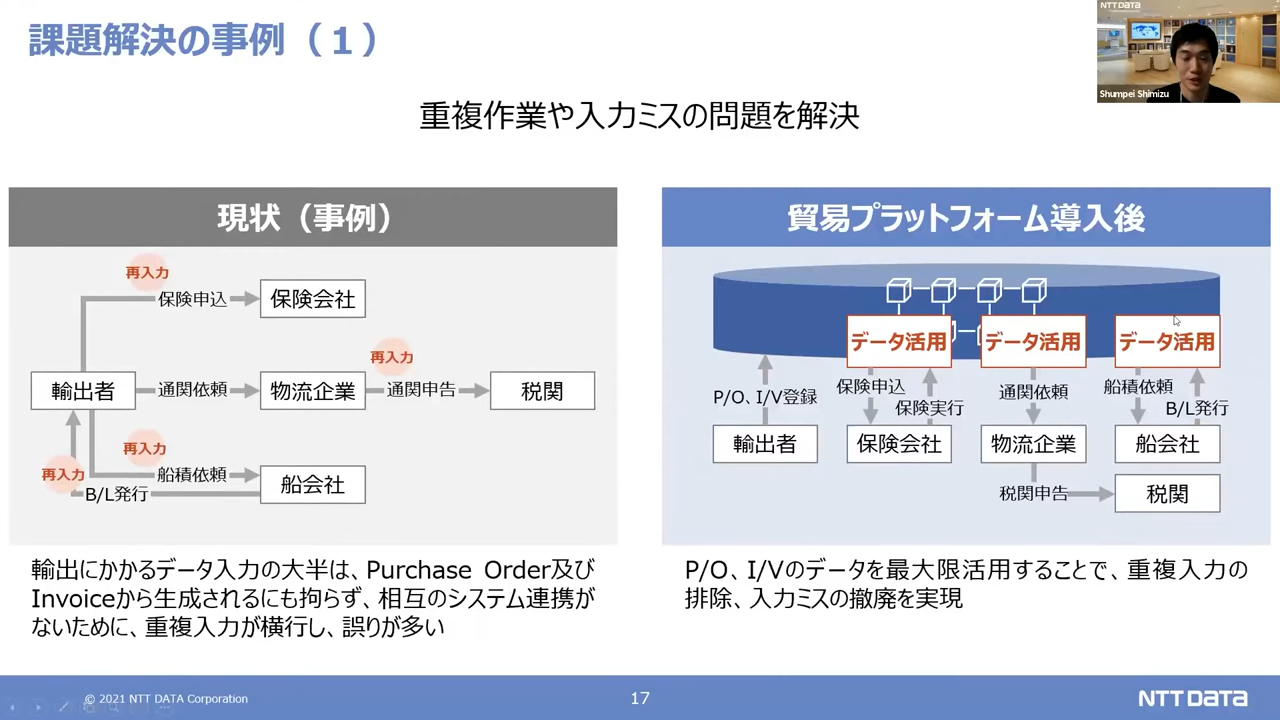 課題解決の事例（１）
NTT DATA
Shumpei Shimizu
重複作業や入力ミスの問題を解決
現状（事例）
再入力
保険申込
保険会社
再入力
輸出者
通関依頼
物流企業
通関申告
税関
再入力
再入力
船積依頼
船会社
B/L発行
輸出にかかるデータ入力の大半は、Purchase Order及び
Invoiceから生成されるにも拘らず、相互のシステム連携が
ないために、重複入力が横行し、誤りが多い
貿易プラットフォーム導入後
データ活用
データ活用
データ活用
P/O、I/V登録
保険申込
保険実行
通関依頼
船積依頼
B/L発行
輸出者
保険会社
物流企業
船会社
税関申告
税関
P/O、I/Vのデータを最大限活用することで、重複入力の
排除、入力ミスの撤廃を実現
© 2021 NTT DATA Corporation
17
NTT DATA